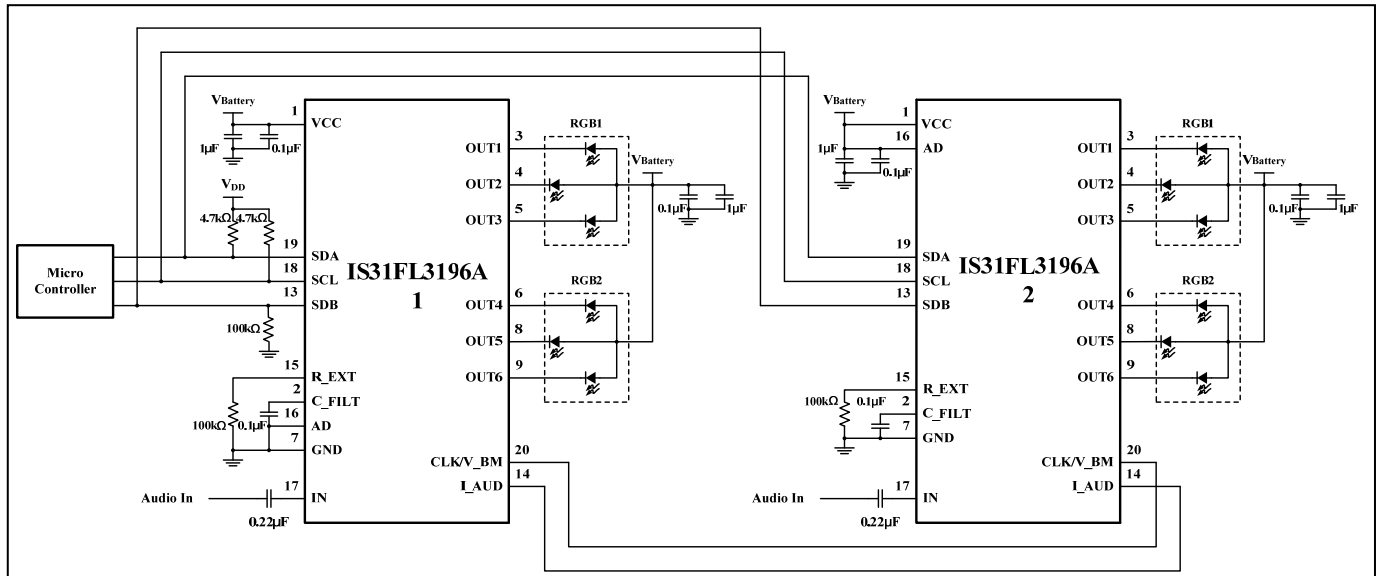 Micro
Controller
VBattery
1
VCC
1µF
0.1µF
VDD
4.7kΩ
4.7kΩ
19
SDA
18
SCL
13
SDB
100kΩ
15
R_EXT
2
C_FILT
16
AD
7
GND
100kΩ
0.1µF
17
IN
Audio In
0.22µF
IS31FL3196A
1
3
OUT1
4
OUT2
5
OUT3
6
OUT4
8
OUT5
9
OUT6
20
CLK/V_BM
14
I_AUD
RGB1
VBattery
0.1µF
1µF
RGB2
VBattery
1
VCC
16
AD
1µF
0.1µF
19
SDA
18
SCL
13
SDB
15
R_EXT
2
C_FILT
7
GND
100kΩ
0.1µF
17
IN
Audio In
0.22µF
IS31FL3196A
2
3
OUT1
4
OUT2
5
OUT3
6
OUT4
8
OUT5
9
OUT6
20
CLK/V_BM
14
I_AUD
RGB1
VBattery
0.1µF
1µF
RGB2